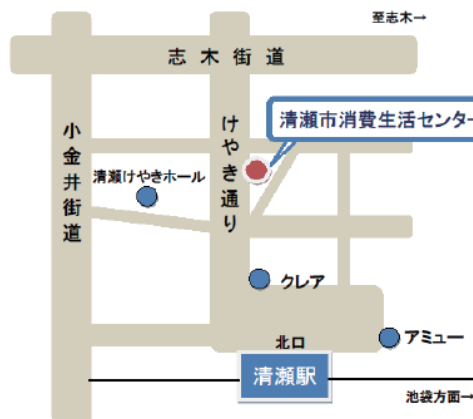 至志木→
志木街道
小金井街道
けやき通り
清瀬市消費生活センター
清瀬けやきホール
クレア
北口
アミュー
清瀬駅
池袋方面→